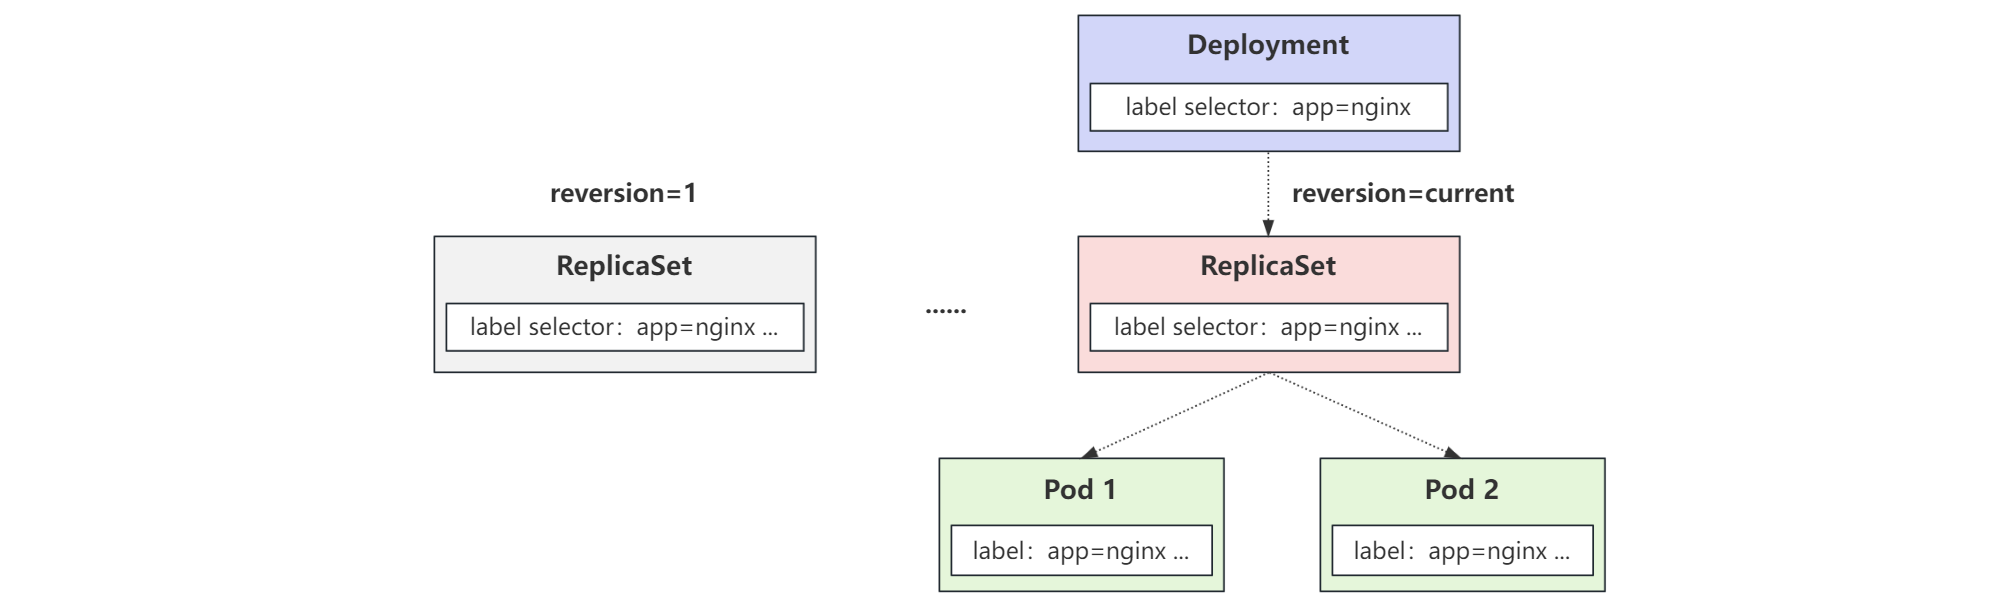 Deployment
label selector：app=nginx
reversion=1
reversion=current
ReplicaSet
label selector：app=nginx ...
......
ReplicaSet
label selector：app=nginx ...
Pod 1
label：app=nginx ...
Pod 2
label：app=nginx ...